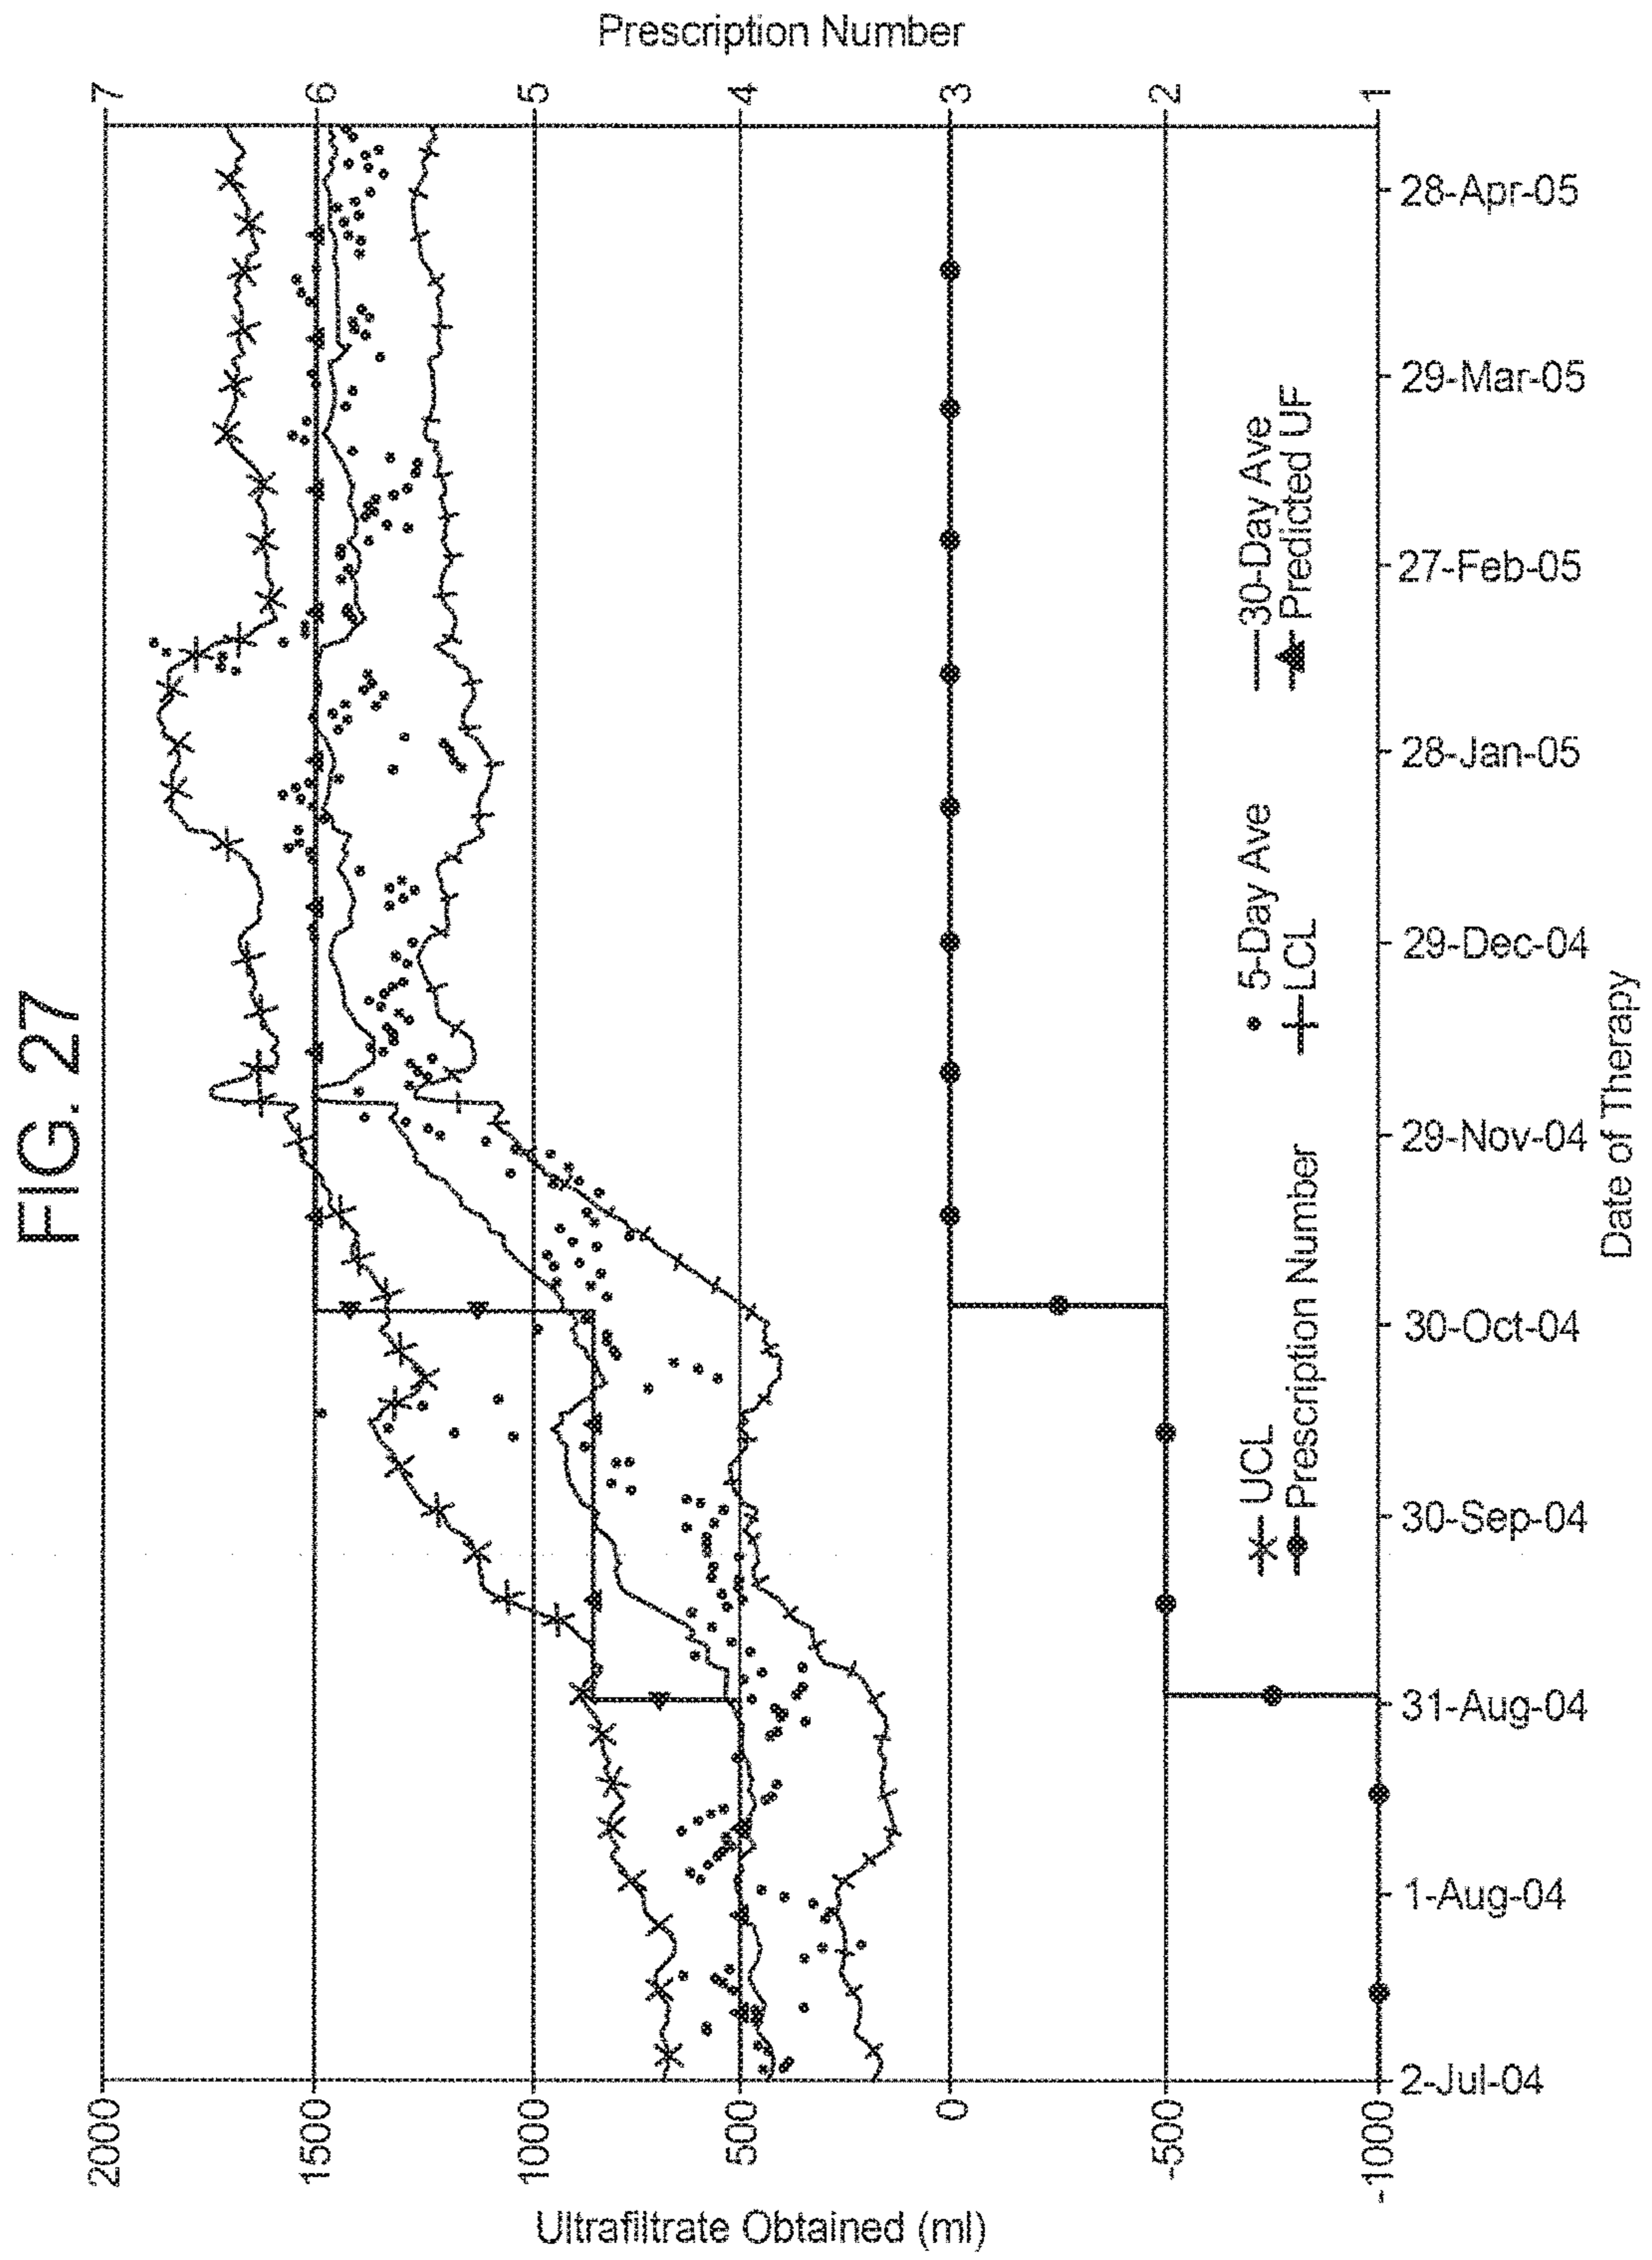 FIG. 27
Ultrafiltrate Obtained (ml)
2000
1500
1000
500
0
-500
-1000
Prescription Number
7
6
5
4
3
2
1
2-Jul-04
1-Aug-04
31-Aug-04
30-Sep-04
30-Oct-04
29-Nov-04
29-Dec-04
28-Jan-05
27-Feb-05
29-Mar-05
28-Apr-05
Date of Therapy
UCL
5-Day Ave
30-Day Ave
Prescription Number
LCL
Predicted UF